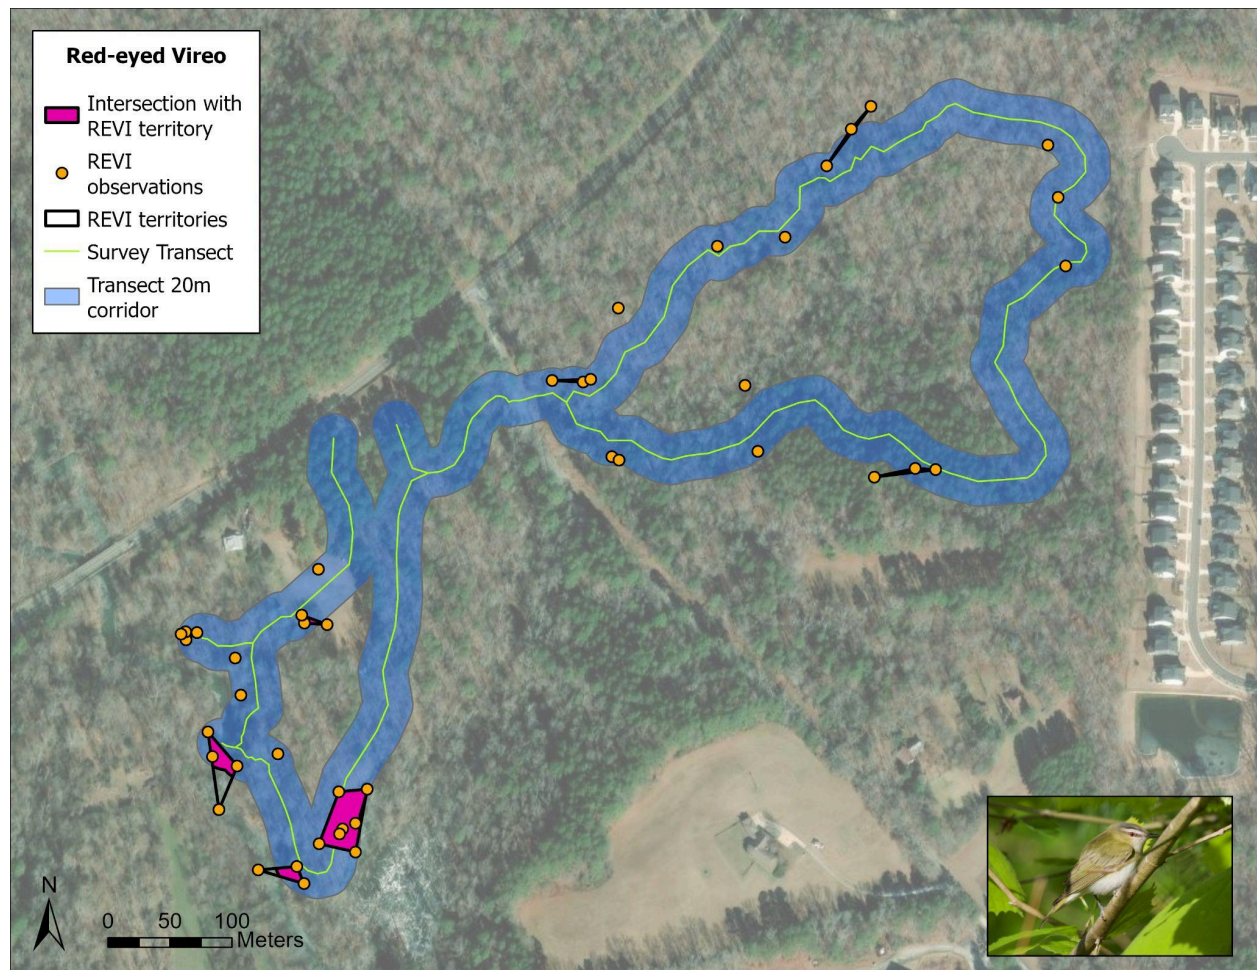 Red-eyed Vireo
Intersection with
REVI territory
REVI
observations
REVI territories
Survey Transect
Transect 20m
corridor
N
0 50 100
Meters